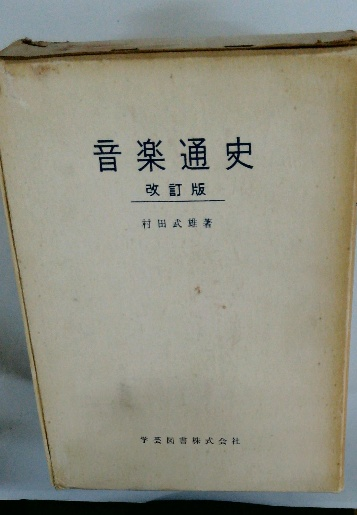 音楽通史
改訂版
村田武雄著
学芸図書株式会社